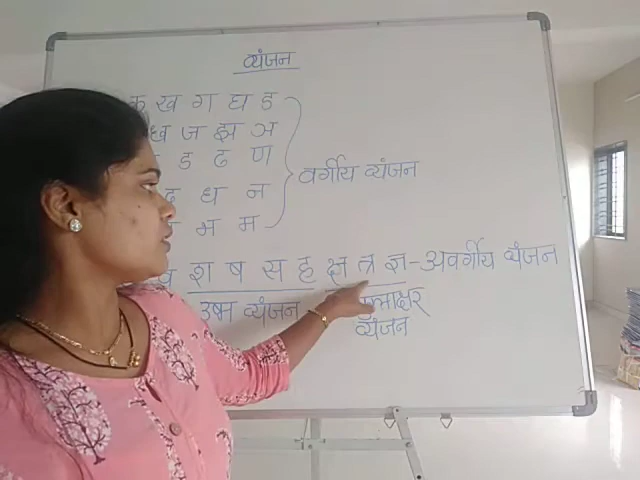 व्यंजन
क ख ग घ ड
ज झ ञ
ड ढ ण
ध न
भ म
वर्गीय व्यंजन
श ष स ह क्ष त्र ज्ञ - अवर्गीय व्यंजन
उष्म व्यंजन
व्यंजन